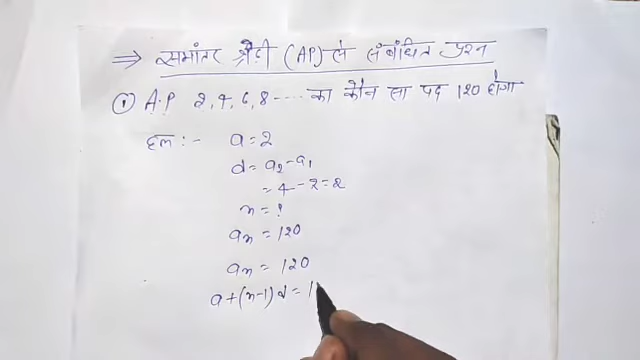 ⇒ समांतर श्रेढ़ी (AP) से संबंधित प्रश्न
① A.P 2, 4, 6, 8 ---- का कौन सा पद 120 होगा
हल :- a = 2
d = a₂ - a₁
= 4 - 2 = 2
n = ?
aₙ = 120
aₙ = 120
a + (n-1) d = 1